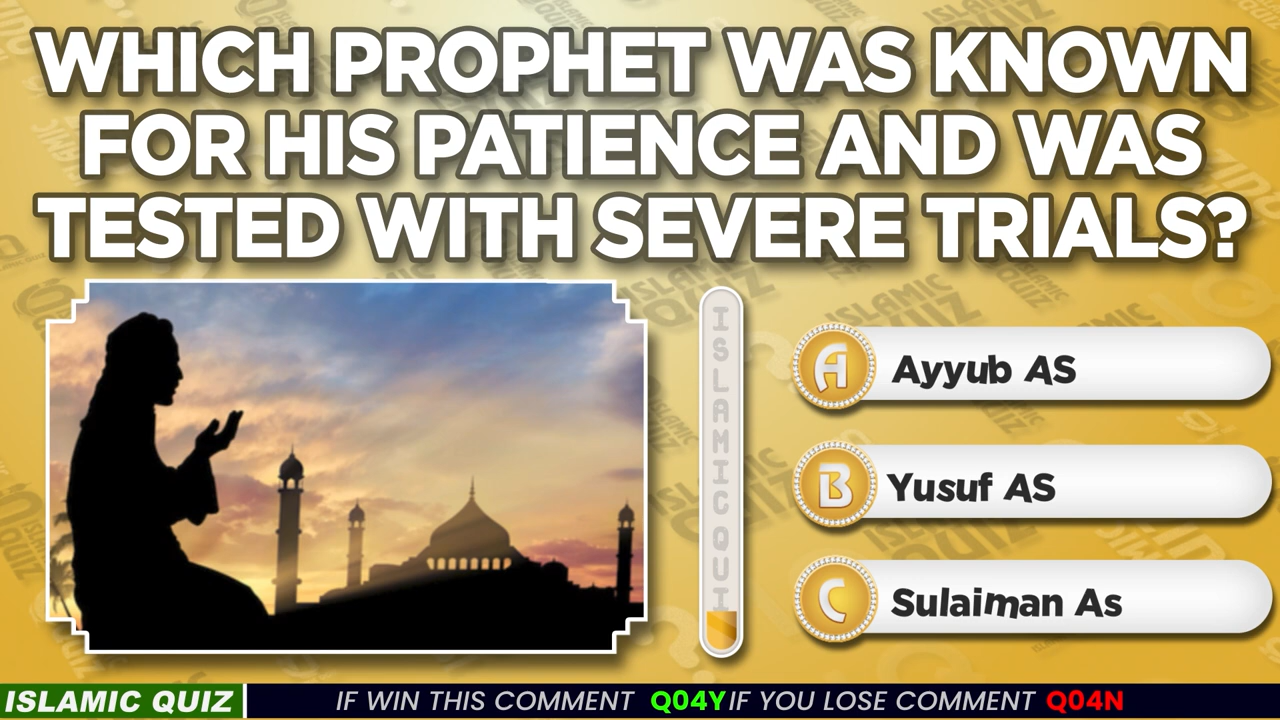 WHICH PROPHET WAS KNOWN
FOR HIS PATIENCE AND WAS
TESTED WITH SEVERE TRIALS?
ISLAMIC QUI
A Ayyub AS
B Yusuf AS
C Sulaiman As
ISLAMIC QUIZ IF WIN THIS COMMENT Q04Y IF YOU LOSE COMMENT Q04N